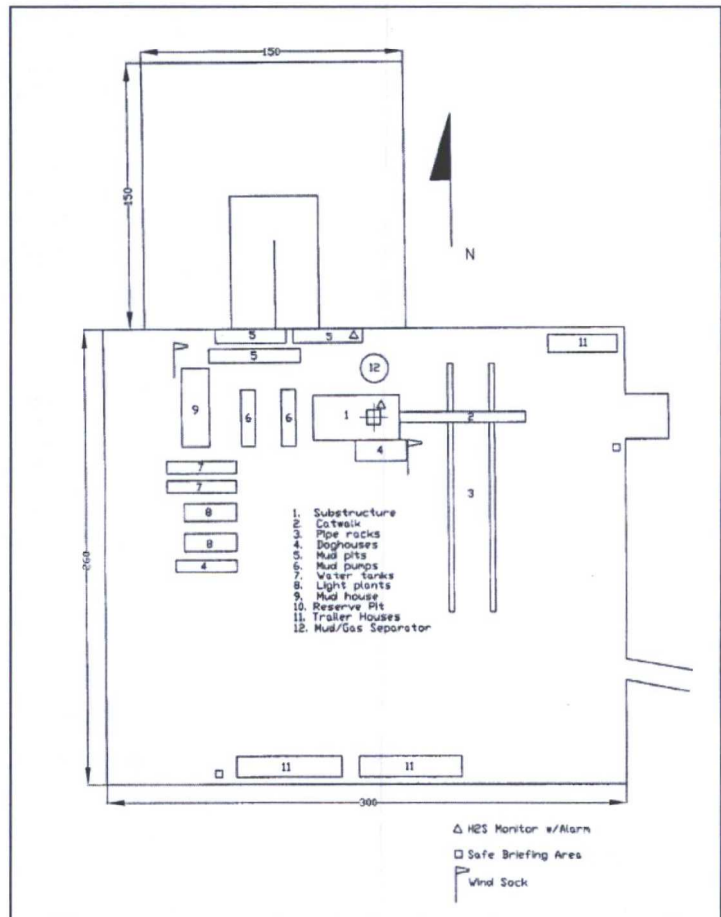 150
150
N
5
5
11
5
12
9
6
6
1
2
4
7
3
7
8
8
4
1. Substructure
2. Catwalk
3. Pipe racks
4. Doghouses
5. Mud pits
6. Mud pumps
7. Water tanks
8. Light plants
9. Mud house
10. Reserve Pit
11. Trailer Houses
12. Mud/Gas Separator
260
11
11
300
H2S Monitor w/Alarm
Safe Briefing Area
Wind Sock